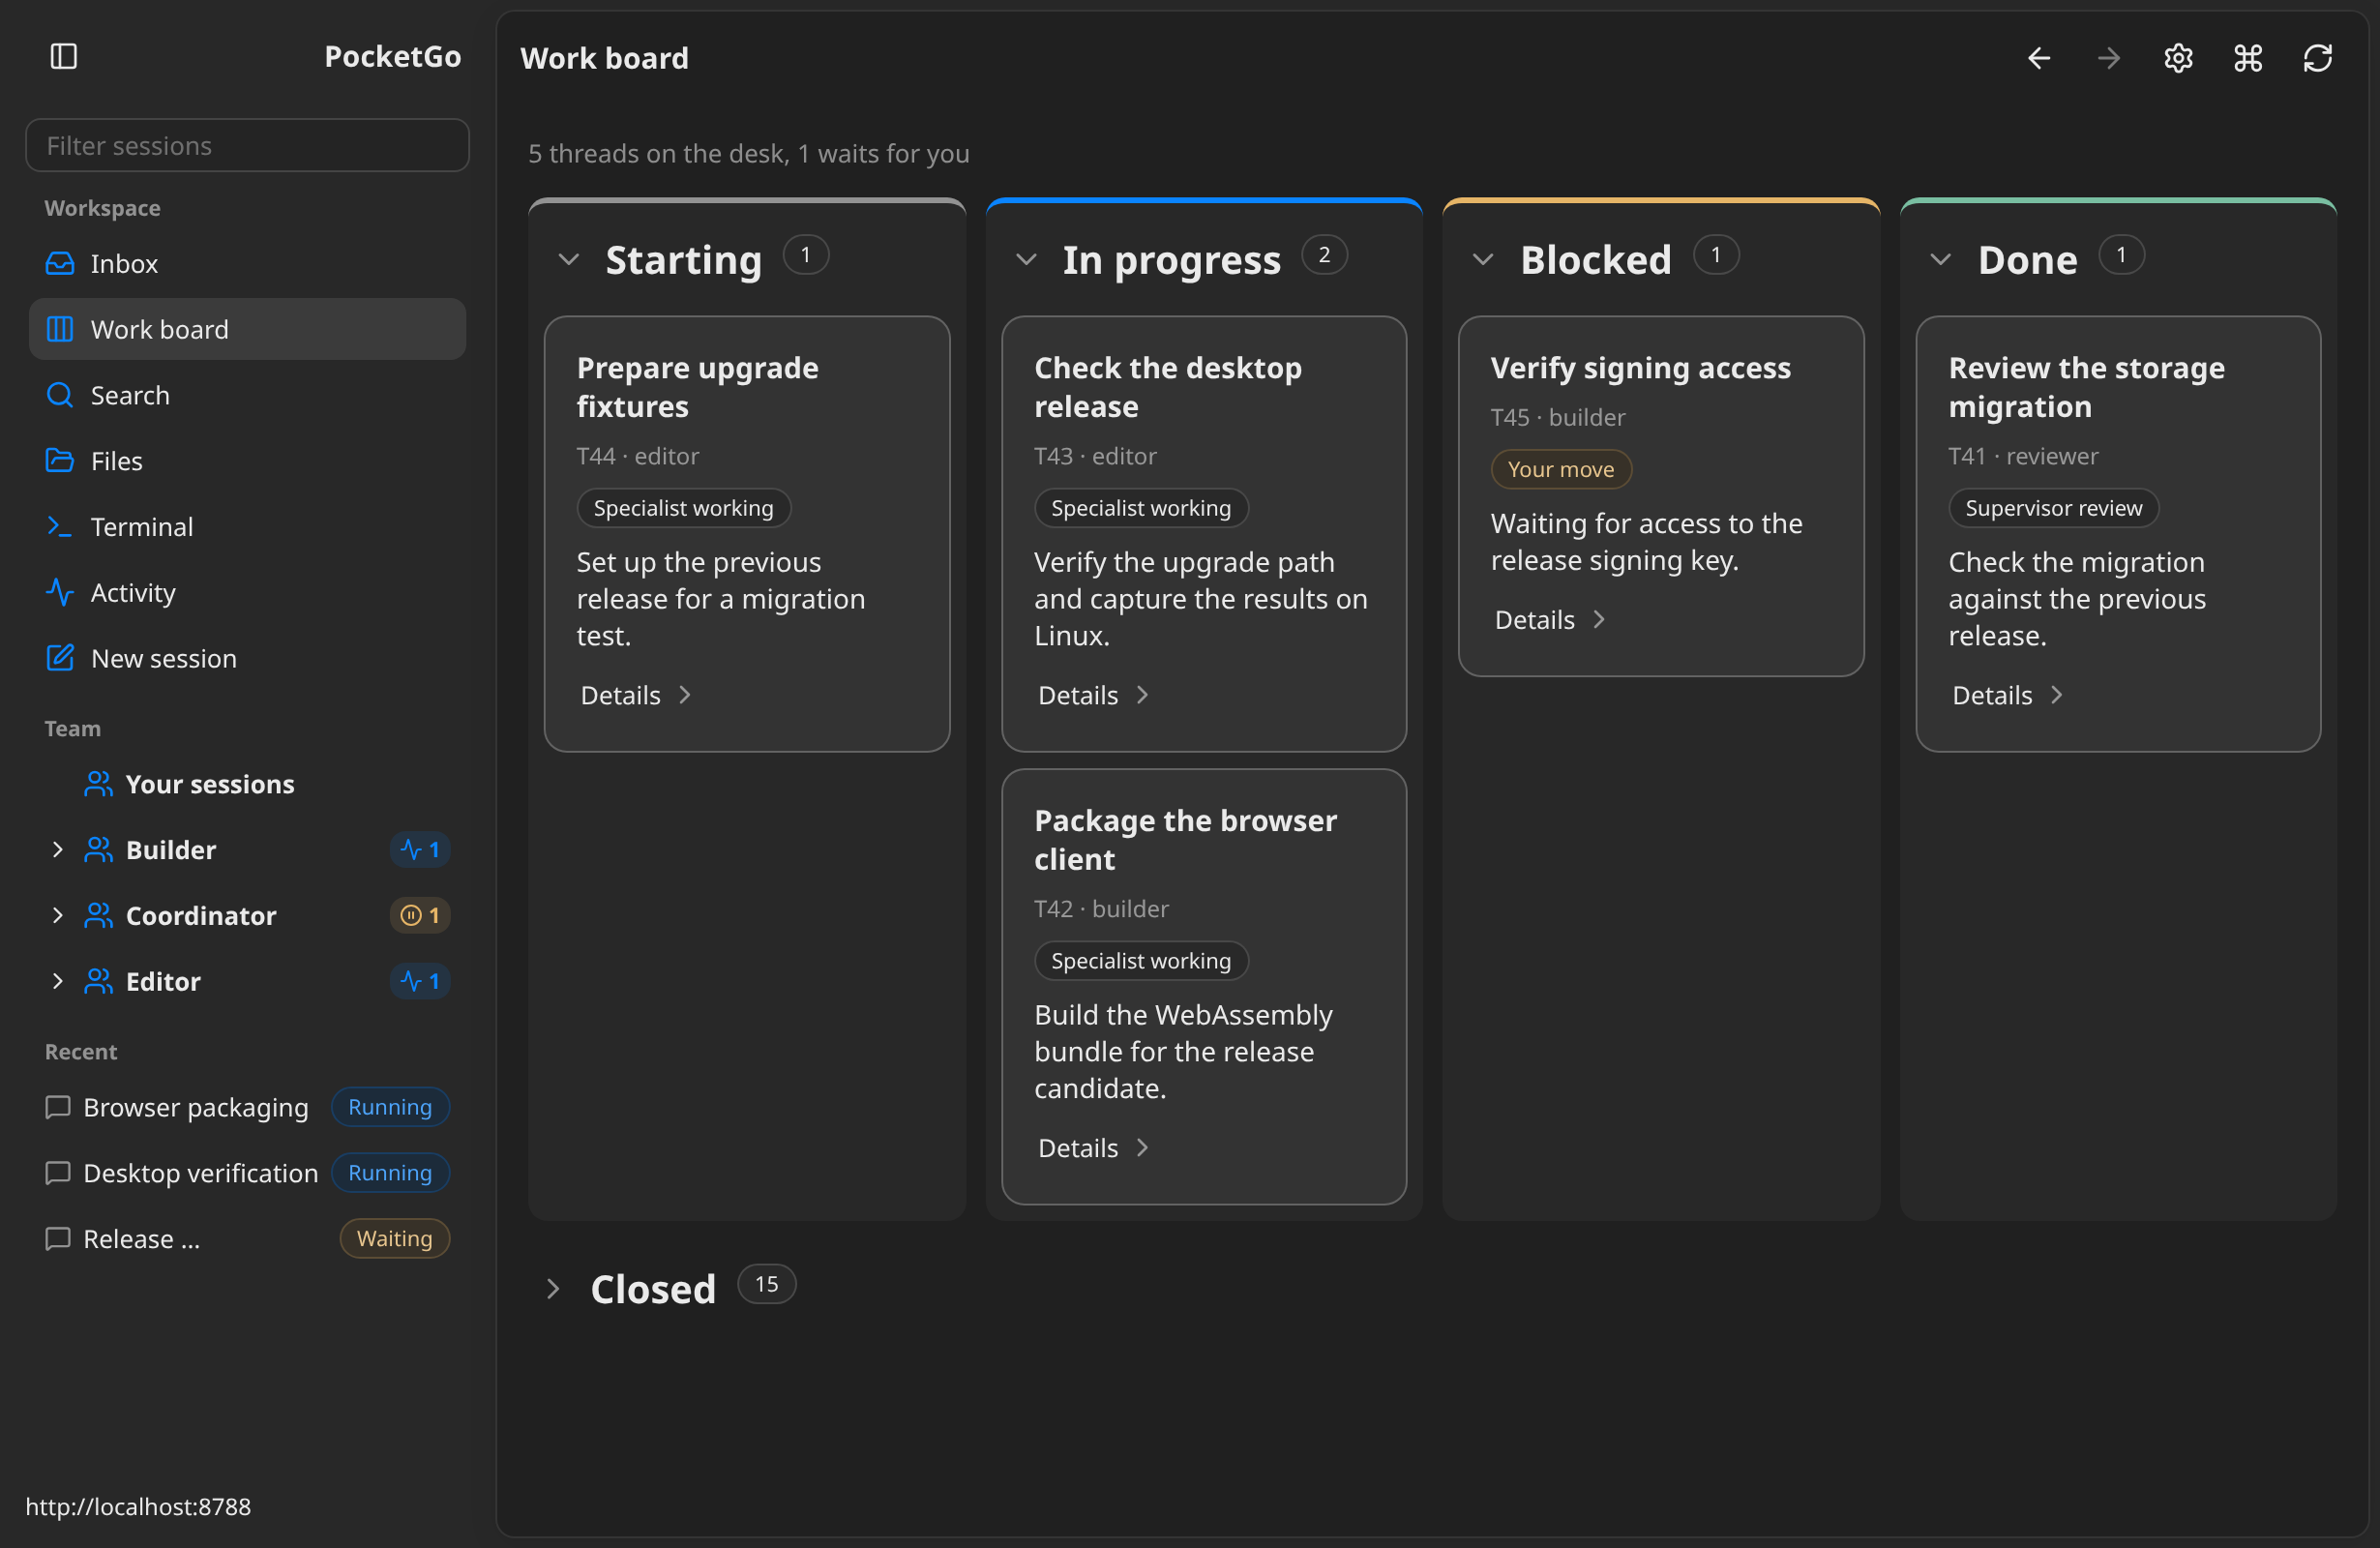 PocketGo
Filter sessions
Workspace
Inbox
Work board
Search
Files
Terminal
Activity
New session
Team
Your sessions
Builder 1
Coordinator 1
Editor 1
Recent
Browser packaging Running
Desktop verification Running
Release ... Waiting
http://localhost:8788
Work board
5 threads on the desk, 1 waits for you
Starting 1
Prepare upgrade
fixtures
T44 · editor
Specialist working
Set up the previous
release for a migration
test.
Details
In progress 2
Check the desktop
release
T43 · editor
Specialist working
Verify the upgrade path
and capture the results on
Linux.
Details
Package the browser
client
T42 · builder
Specialist working
Build the WebAssembly
bundle for the release
candidate.
Details
Blocked 1
Verify signing access
T45 · builder
Your move
Waiting for access to the
release signing key.
Details
Done 1
Review the storage
migration
T41 · reviewer
Supervisor review
Check the migration
against the previous
release.
Details
Closed 15